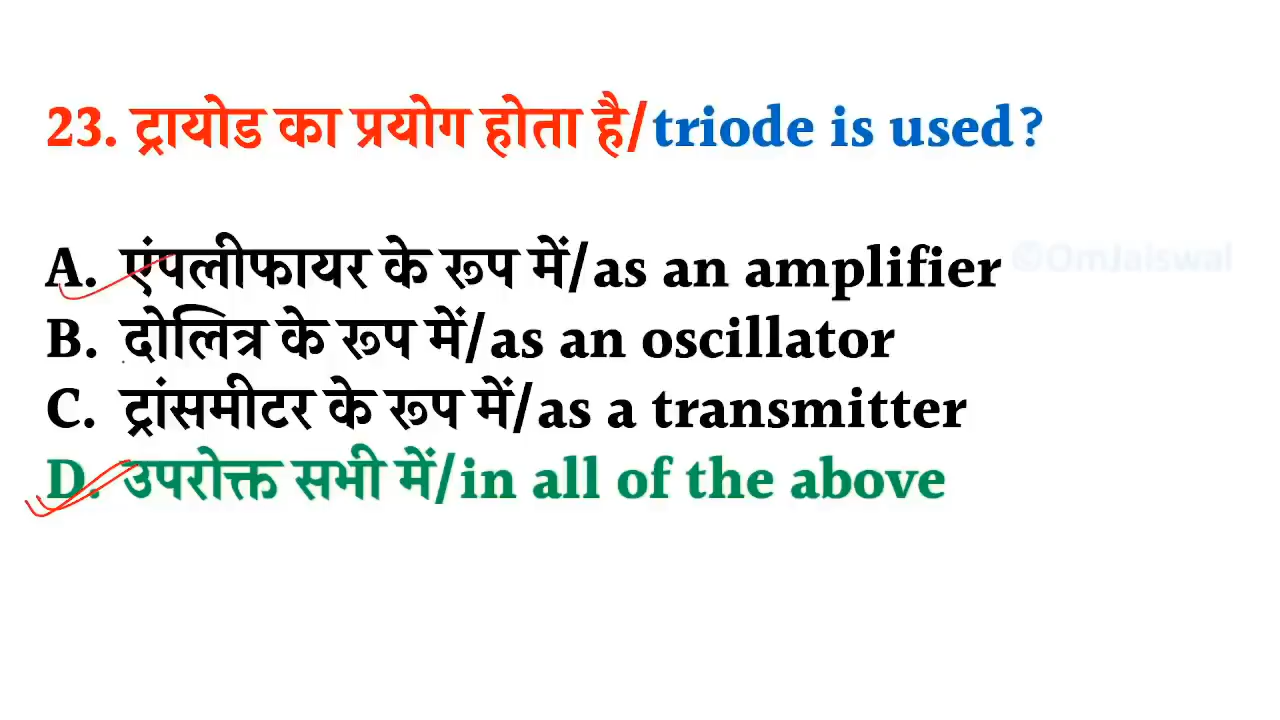 23. ट्रायोड का प्रयोग होता है/triode is used?
©OmJaiswal
A. एंपलीफायर के रूप में/as an amplifier
B. दोलित्र के रूप में/as an oscillator
C. ट्रांसमीटर के रूप में/as a transmitter
D. उपरोक्त सभी में/in all of the above